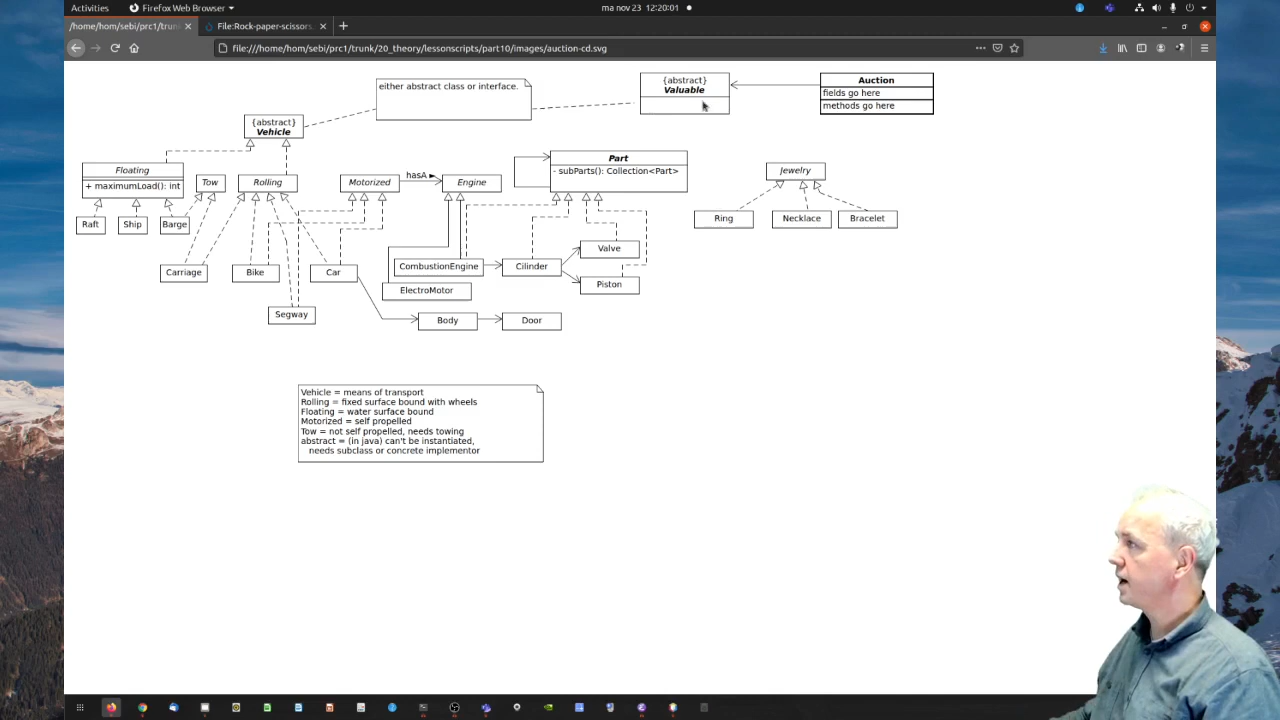 Activities
Firefox Web Browser
ma nov 23 12:20:01
/home/hom/sebi/prc1/trunk
File:Rock-paper-scissors
file:///home/hom/sebi/prc1/trunk/20_theory/lessonscripts/part10/images/auction-cd.svg
either abstract class or interface.
{abstract}
Valuable
Auction
fields go here
methods go here
{abstract}
Vehicle
Floating
+ maximumLoad(): int
Tow
Rolling
Motorized
hasA
Engine
Part
- subParts(): Collection<Part>
Jewelry
Raft
Ship
Barge
Ring
Necklace
Bracelet
Carriage
Bike
Car
CombustionEngine
Cilinder
Valve
Piston
ElectroMotor
Segway
Body
Door
Vehicle = means of transport
Rolling = fixed surface bound with wheels
Floating = water surface bound
Motorized = self propelled
Tow = not self propelled, needs towing
abstract = (in java) can't be instantiated,
needs subclass or concrete implementor